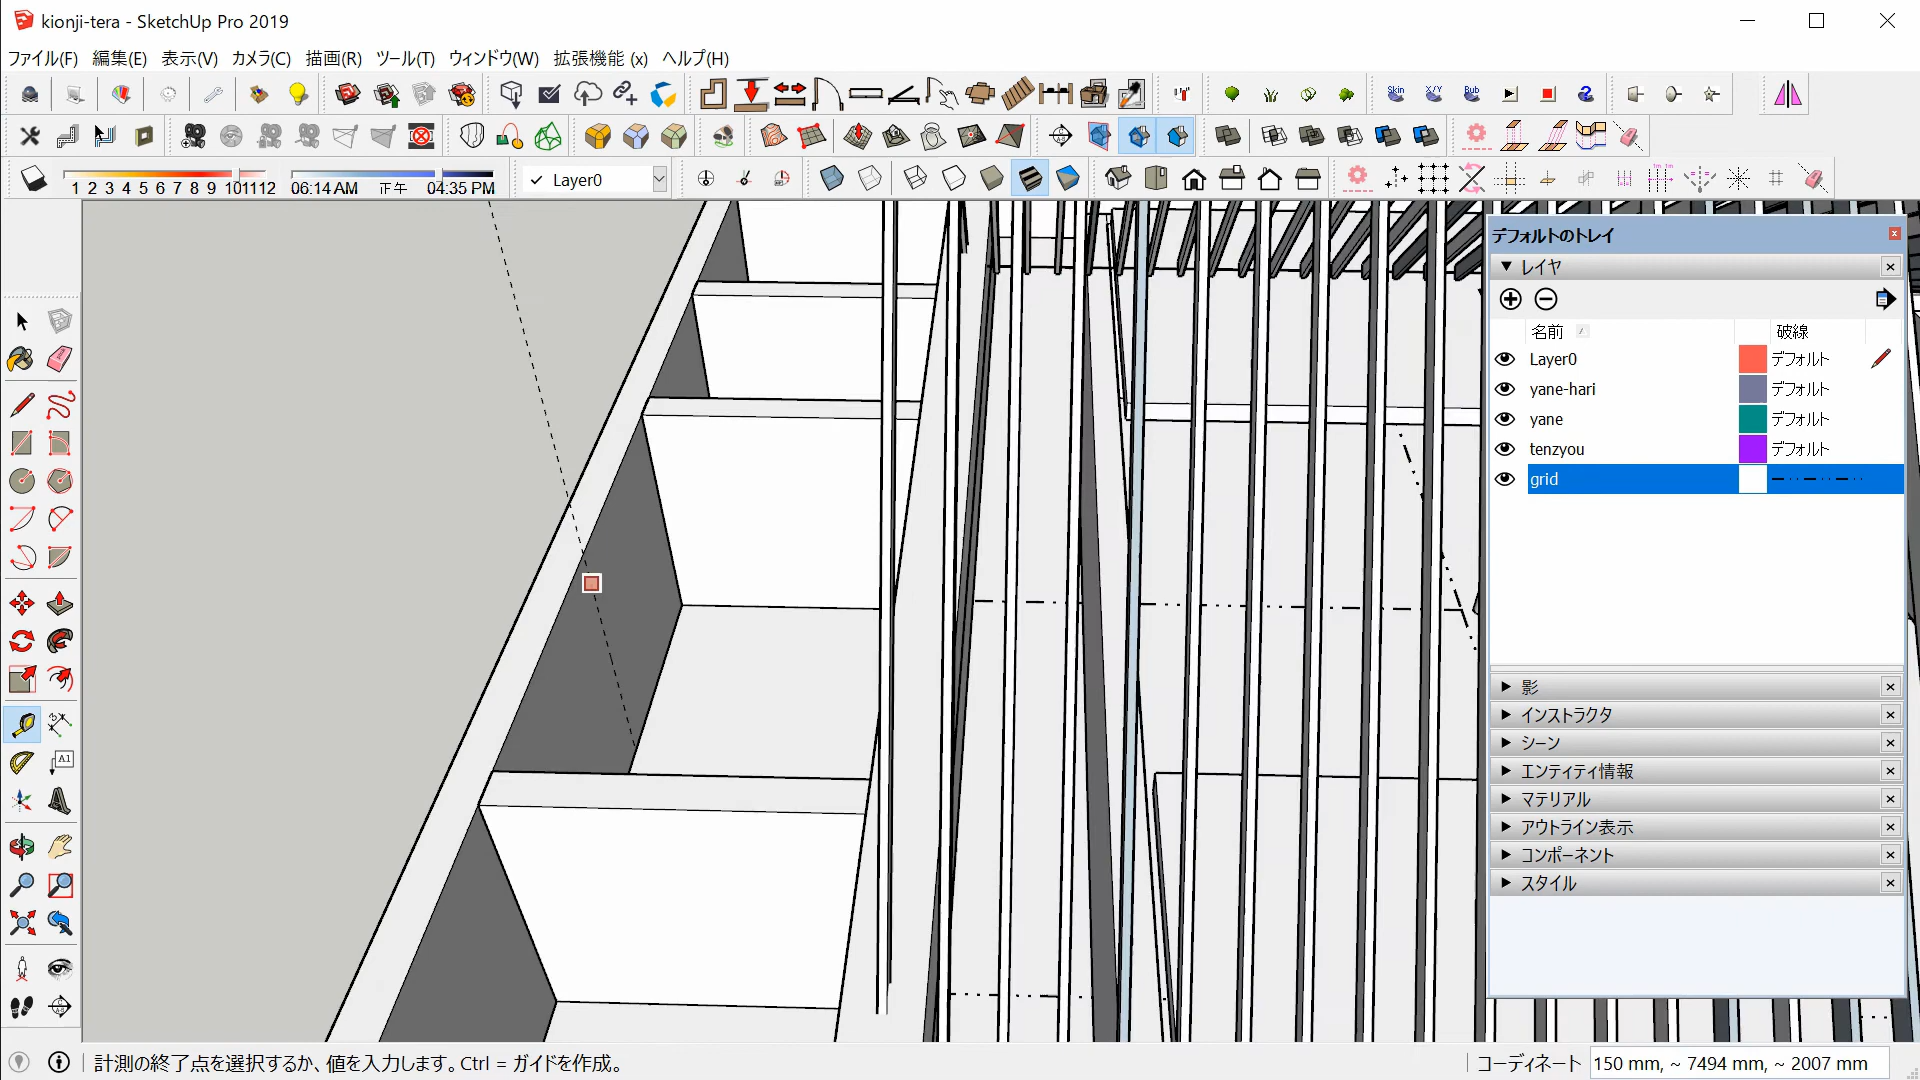 kionji-tera - SketchUp Pro 2019
ファイル(F) 編集(E) 表示(V) カメラ(C) 描画(R) ツール(T) ウィンドウ(W) 拡張機能 (x) ヘルプ(H)
Skin X/Y Bub
1 2 3 4 5 6 7 8 9 10 11 12 06:14 AM 正午 04:35 PM Layer0
デフォルトのトレイ
レイヤ
名前 破線
Layer0 デフォルト
yane-hari デフォルト
yane デフォルト
tenzyou デフォルト
grid
影
インストラクタ
シーン
エンティティ情報
マテリアル
アウトライン表示
コンポーネント
スタイル
A1
計測の終了点を選択するか、値を入力します。Ctrl = ガイドを作成。 コーディネート 150 mm, ~ 7494 mm, ~ 2007 mm